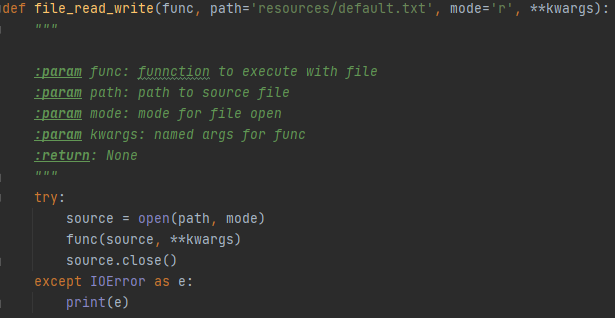 def file_read_write(func, path='resources/default.txt', mode='r', **kwargs):
"""
:param func: funnction to execute with file
:param path: path to source file
:param mode: mode for file open
:param kwargs: named args for func
:return: None
"""
try:
source = open(path, mode)
func(source, **kwargs)
source.close()
except IOError as e:
print(e)